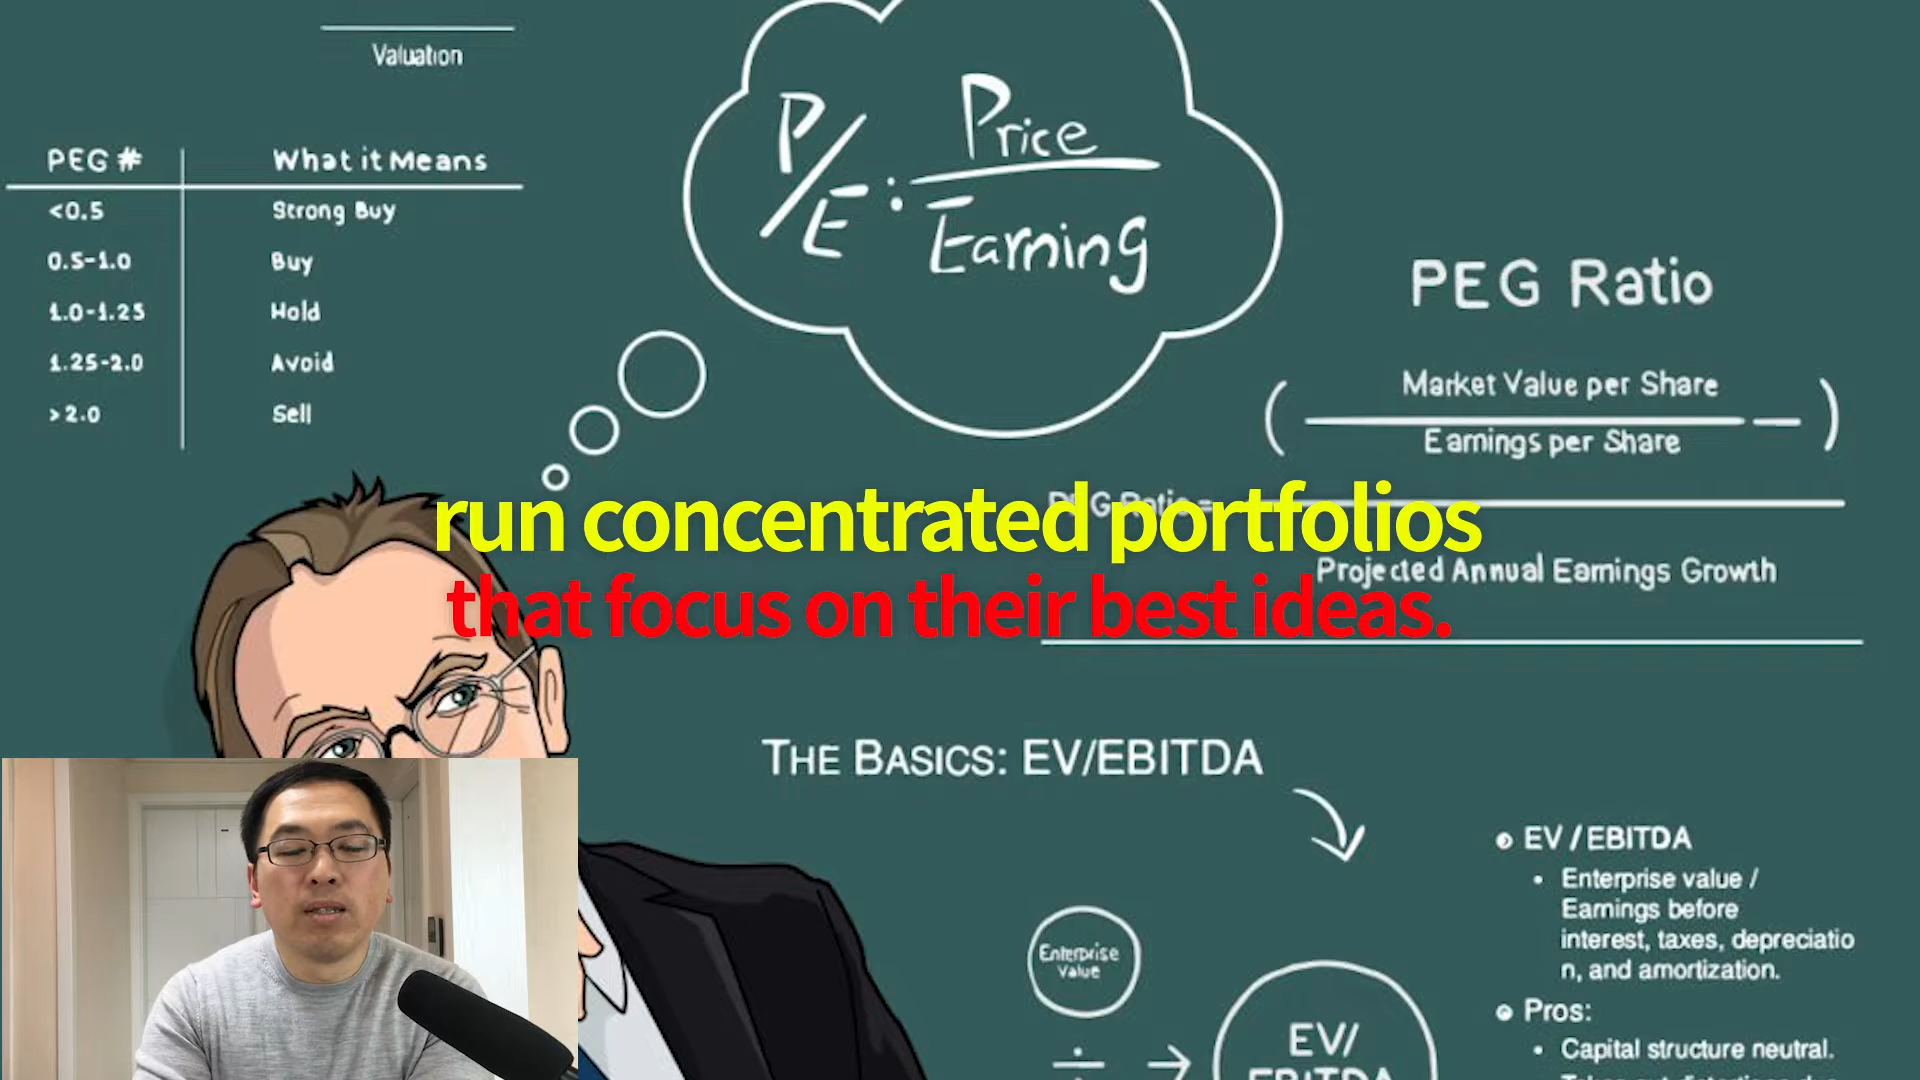 Valuation
PEG # What it Means
<0.5 Strong Buy
0.5-1.0 Buy
1.0-1.25 Hold
1.25-2.0 Avoid
>2.0 Sell
P/E: Price
Earning
PEG Ratio
( Market Value per Share )
Earnings per Share
PEG Ratio =
Projected Annual Earnings Growth
run concentrated portfolios
that focus on their best ideas.
THE BASICS: EV/EBITDA
Enterprise
Value
÷
EV/
EBITDA
EV / EBITDA
Enterprise value /
Earnings before
interest, taxes, depreciatio
n, and amortization.
Pros:
Capital structure neutral.